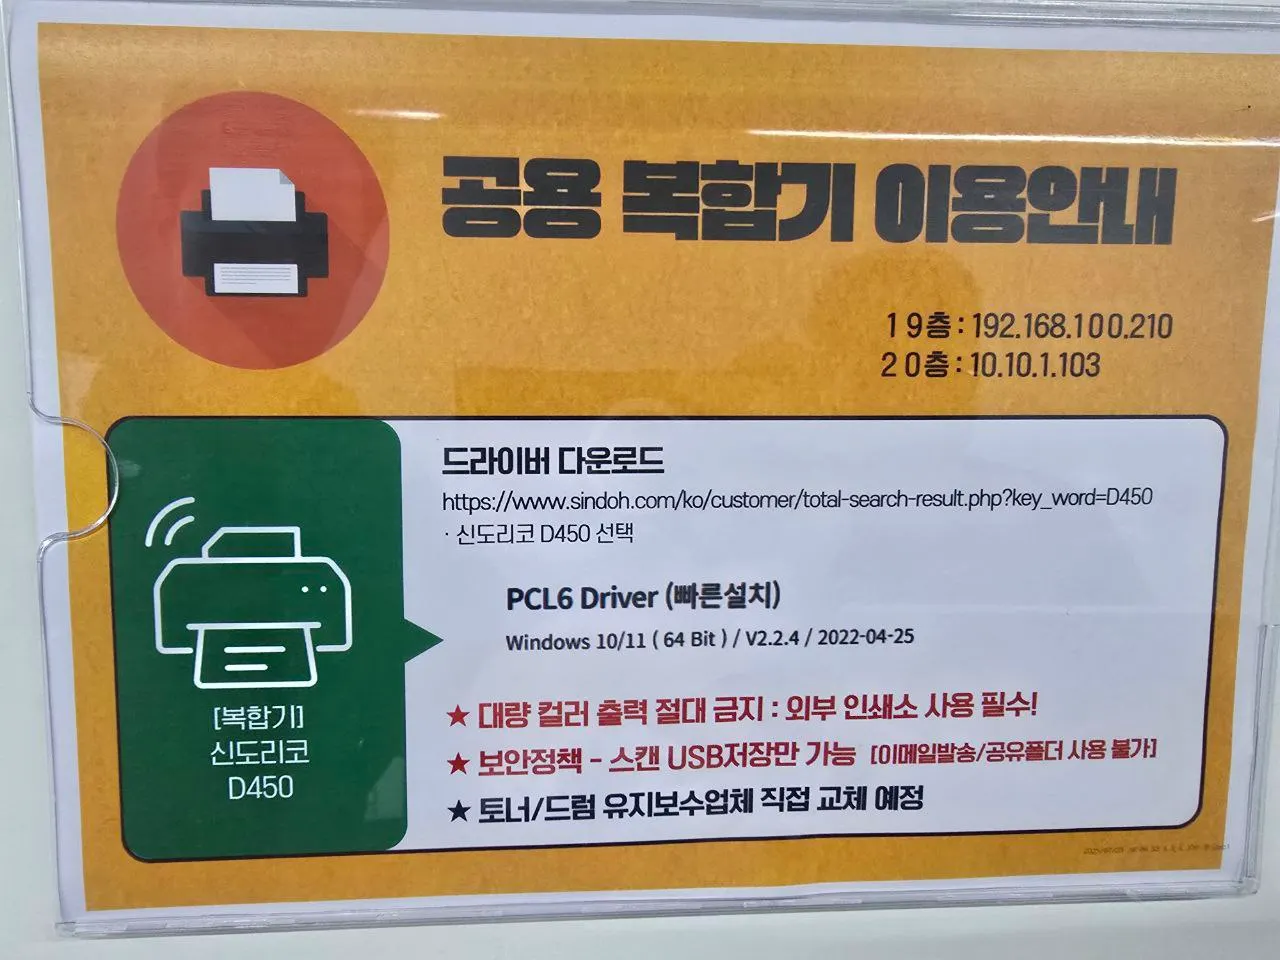 공용 복합기 이용안내
19층 : 192.168.100.210
20층 : 10.10.1.103
드라이버 다운로드
https://www.sindoh.com/ko/customer/total-search-result.php?key_word=D450
· 신도리코 D450 선택
PCL6 Driver (빠른설치)
Windows 10/11 ( 64 Bit ) / V2.2.4 / 2022-04-25
[복합기]
신도리코
D450
★ 대량 컬러 출력 절대 금지 : 외부 인쇄소 사용 필수!
★ 보안정책 - 스캔 USB저장만 가능 [이메일발송/공유폴더 사용 불가]
★ 토너/드럼 유지보수업체 직접 교체 예정